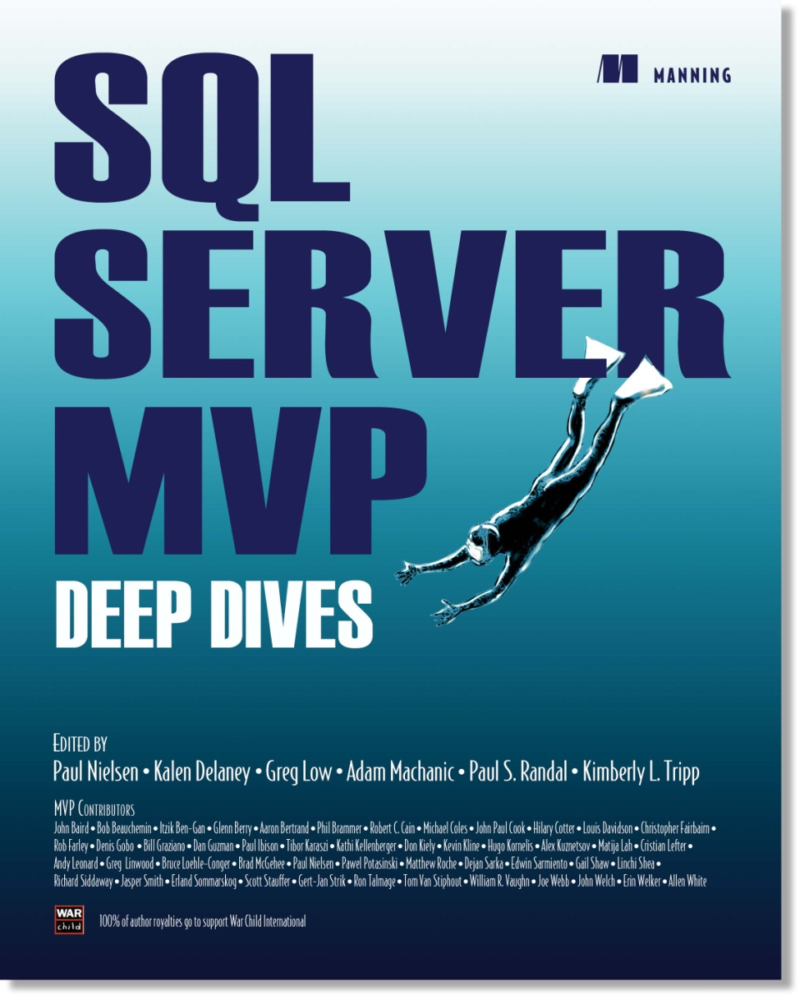 MANNING
SQL
SERVER
MVP
DEEP DIVES
EDITED BY
Paul Nielsen • Kalen Delaney • Greg Low • Adam Machanic • Paul S. Randal • Kimberly L. Tripp
MVP CONTRIBUTORS
John Baird • Bob Beauchemin • Itzik Ben-Gan • Glenn Berry • Aaron Bertrand • Phil Brammer • Robert C. Cain • Michael Coles • John Paul Cook • Hilary Cotter • Louis Davidson • Christopher Fairbairn •
Rob Farley • Denis Gobo • Bill Graziano • Dan Guzman • Paul Ibison • Tibor Karaszi • Kathi Kellenberger • Don Kiely • Kevin Kline • Hugo Kornelis • Alex Kuznetsov • Matija Lah • Cristian Lefter •
Andy Leonard • Greg Linwood • Bruce Loehle-Conger • Brad McGehee • Paul Nielsen • Pawel Potasinski • Matthew Roche • Dejan Sarka • Edwin Sarmiento • Gail Shaw • Linchi Shea •
Richard Siddaway • Jasper Smith • Erland Sommarskog • Scott Stauffer • Gert-Jan Strik • Ron Talmage • Tom Van Stiphout • William R. Vaughn • Joe Webb • John Welch • Erin Welker • Allen White
WAR
child
100% of author royalties go to support War Child International